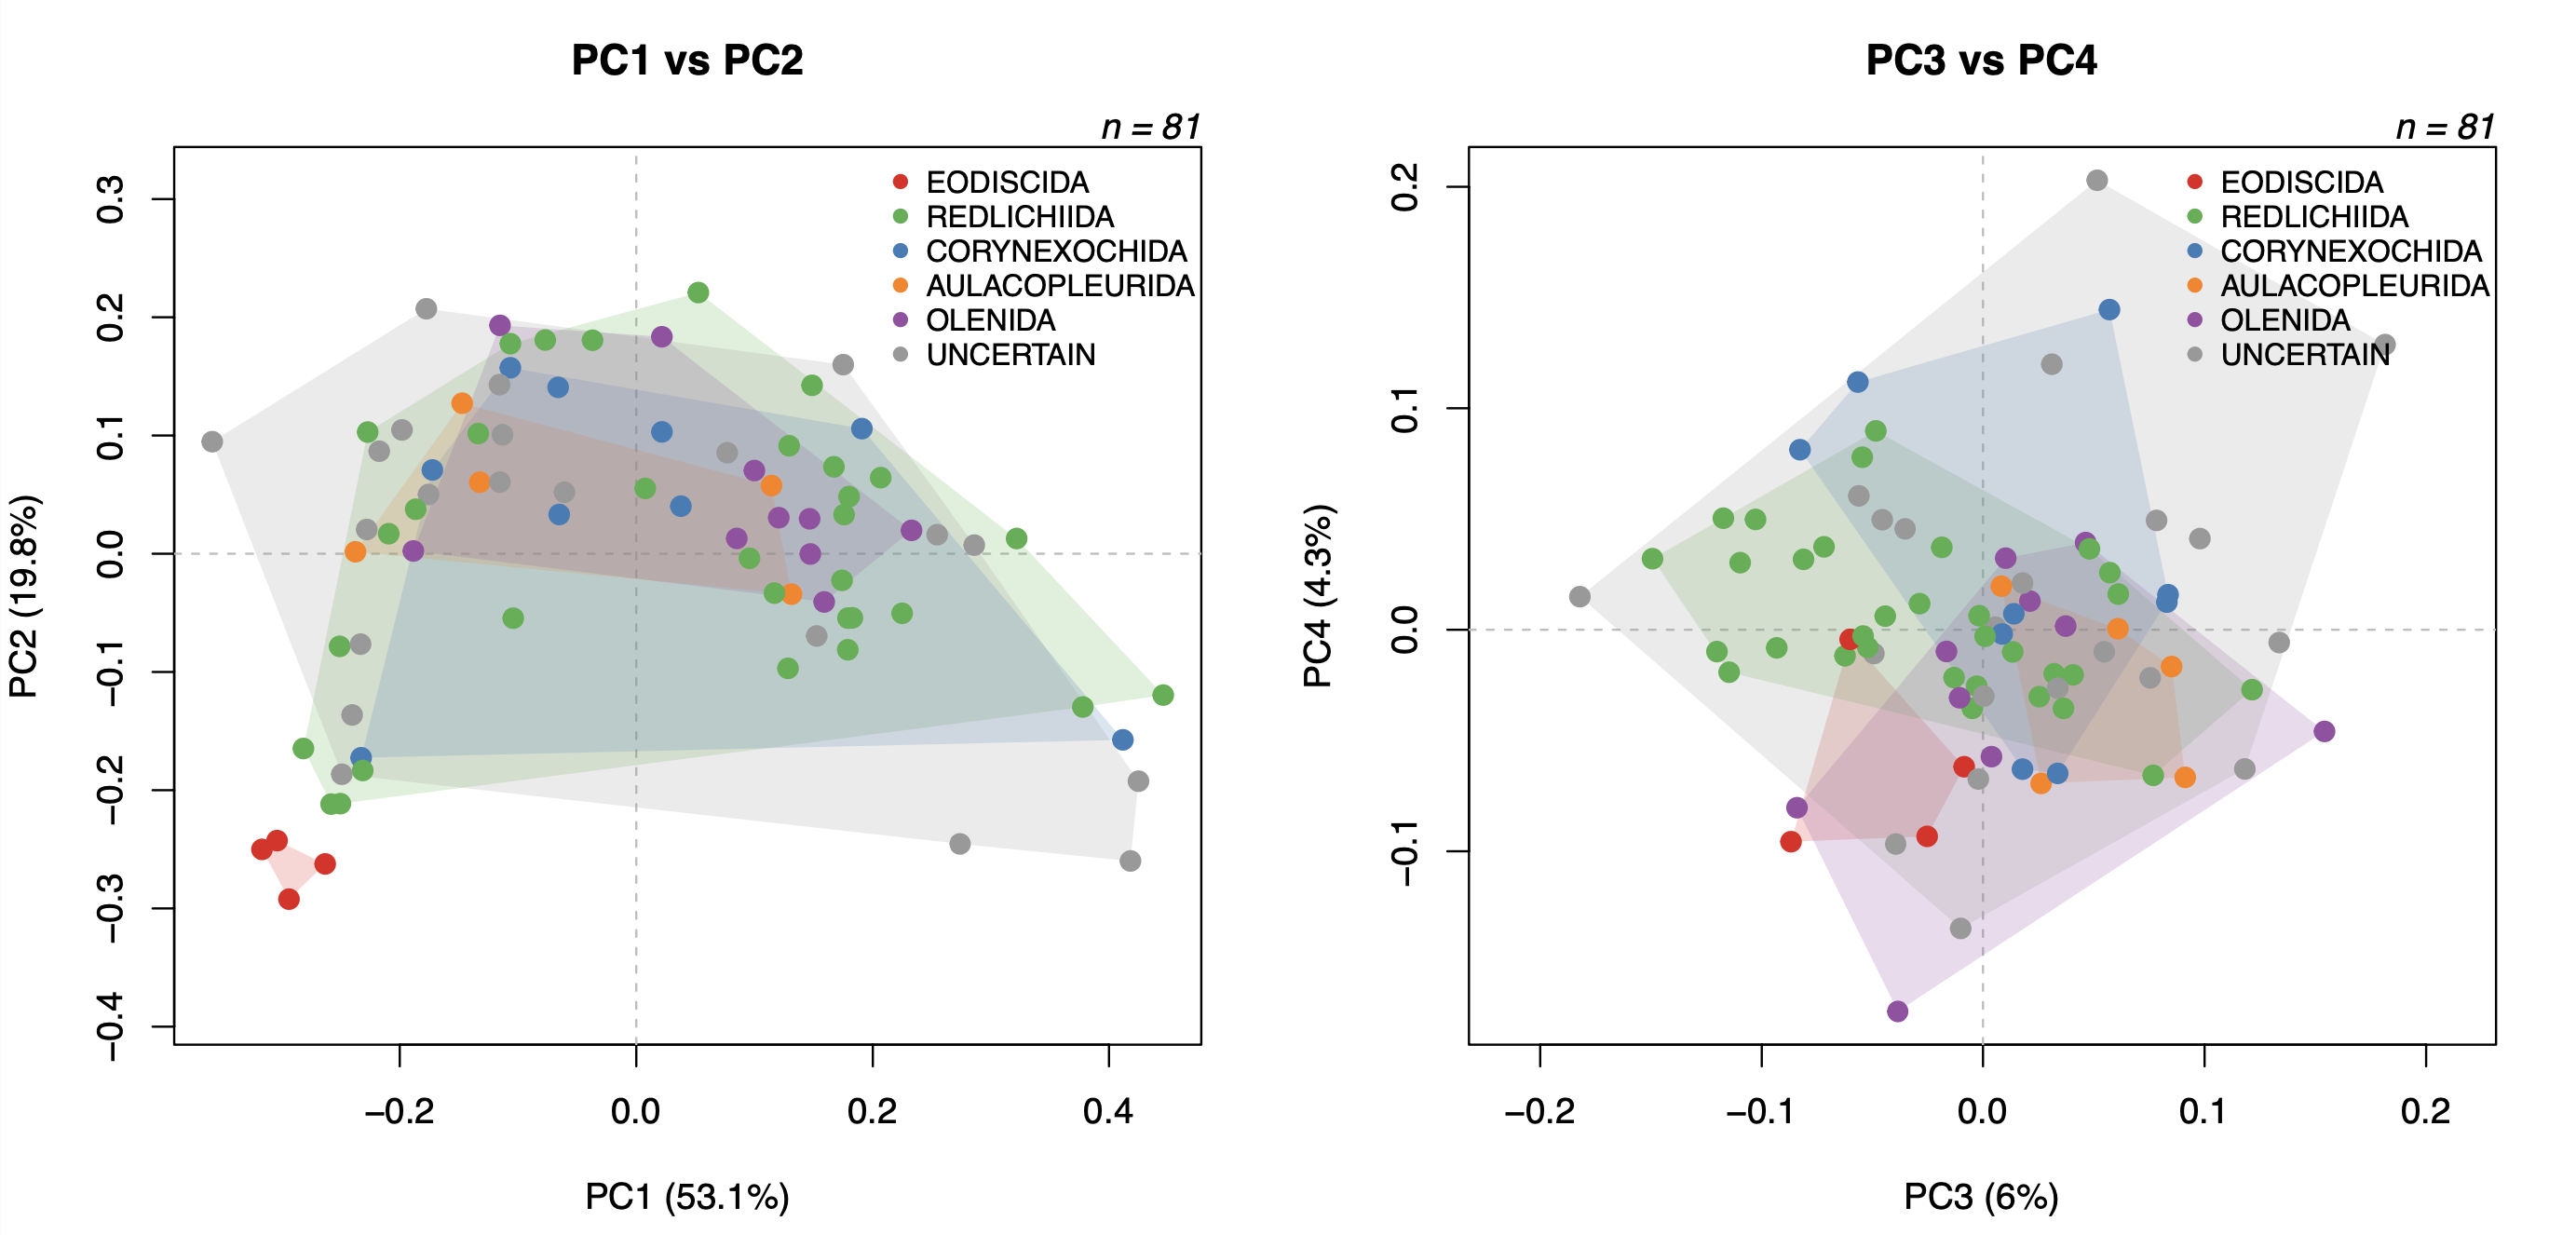 PC1 vs PC2
n = 81
EODISCIDA
REDLICHIIDA
CORYNEXOCHIDA
AULACOPLEURIDA
OLENIDA
UNCERTAIN
0.3
0.2
0.1
0.0
−0.1
−0.2
−0.3
−0.4
PC2 (19.8%)
−0.2 0.0 0.2 0.4
PC1 (53.1%)
PC3 vs PC4
n = 81
EODISCIDA
REDLICHIIDA
CORYNEXOCHIDA
AULACOPLEURIDA
OLENIDA
UNCERTAIN
0.2
0.1
0.0
−0.1
PC4 (4.3%)
−0.2 −0.1 0.0 0.1 0.2
PC3 (6%)